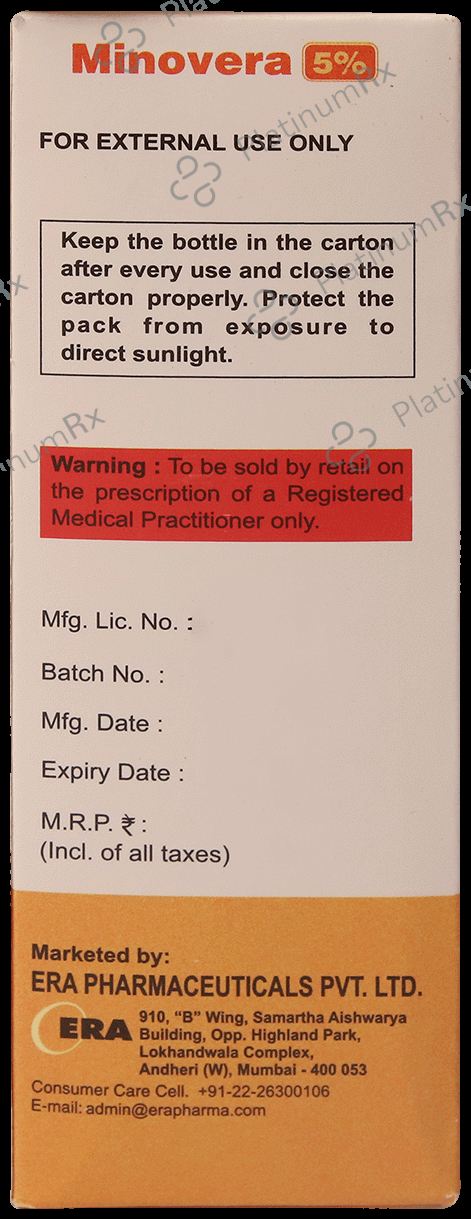 Minovera 5%
FOR EXTERNAL USE ONLY
Keep the bottle in the carton
after every use and close the
carton properly. Protect the
pack from exposure to
direct sunlight.
Warning : To be sold by retail on
the prescription of a Registered
Medical Practitioner only.
Mfg. Lic. No. :
Batch No. :
Mfg. Date :
Expiry Date :
M.R.P. ₹ :
(Incl. of all taxes)
Marketed by:
ERA PHARMACEUTICALS PVT. LTD.
ERA
910, “B” Wing, Samartha Aishwarya
Building, Opp. Highland Park,
Lokhandwala Complex,
Andheri (W), Mumbai - 400 053
Consumer Care Cell. +91-22-26300106
E-mail: admin@erapharma.com
PlatinumRx
PlatinumRx